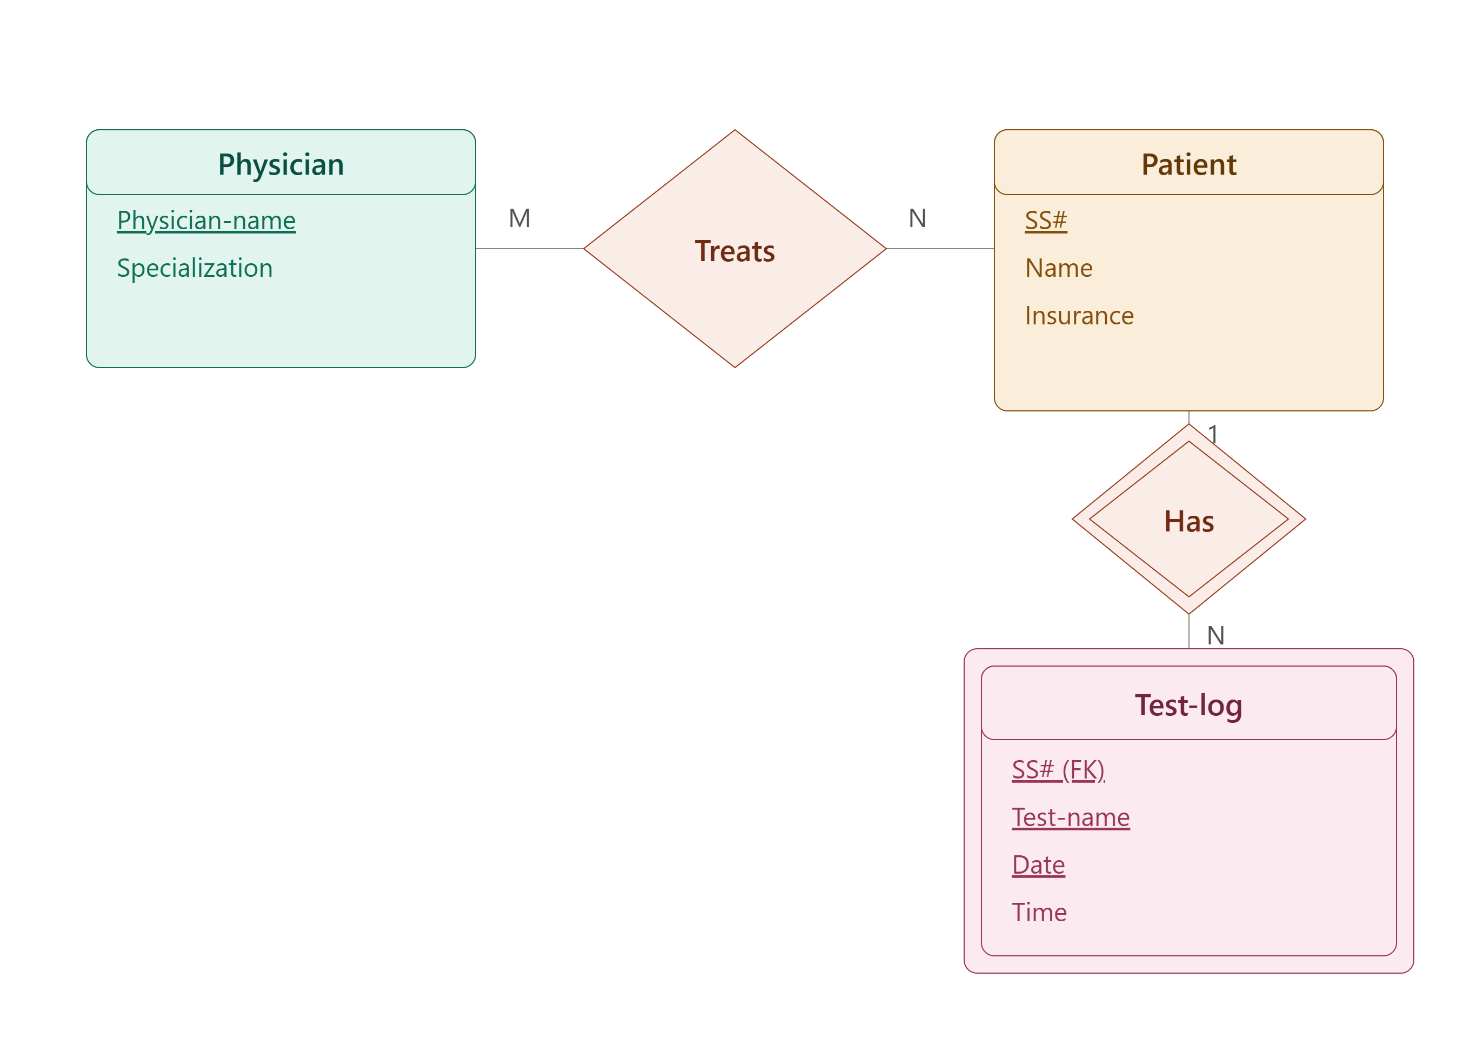 Physician
Physician-name
Specialization
M
Treats
N
Patient
SS#
Name
Insurance
1
Has
N
Test-log
SS# (FK)
Test-name
Date
Time